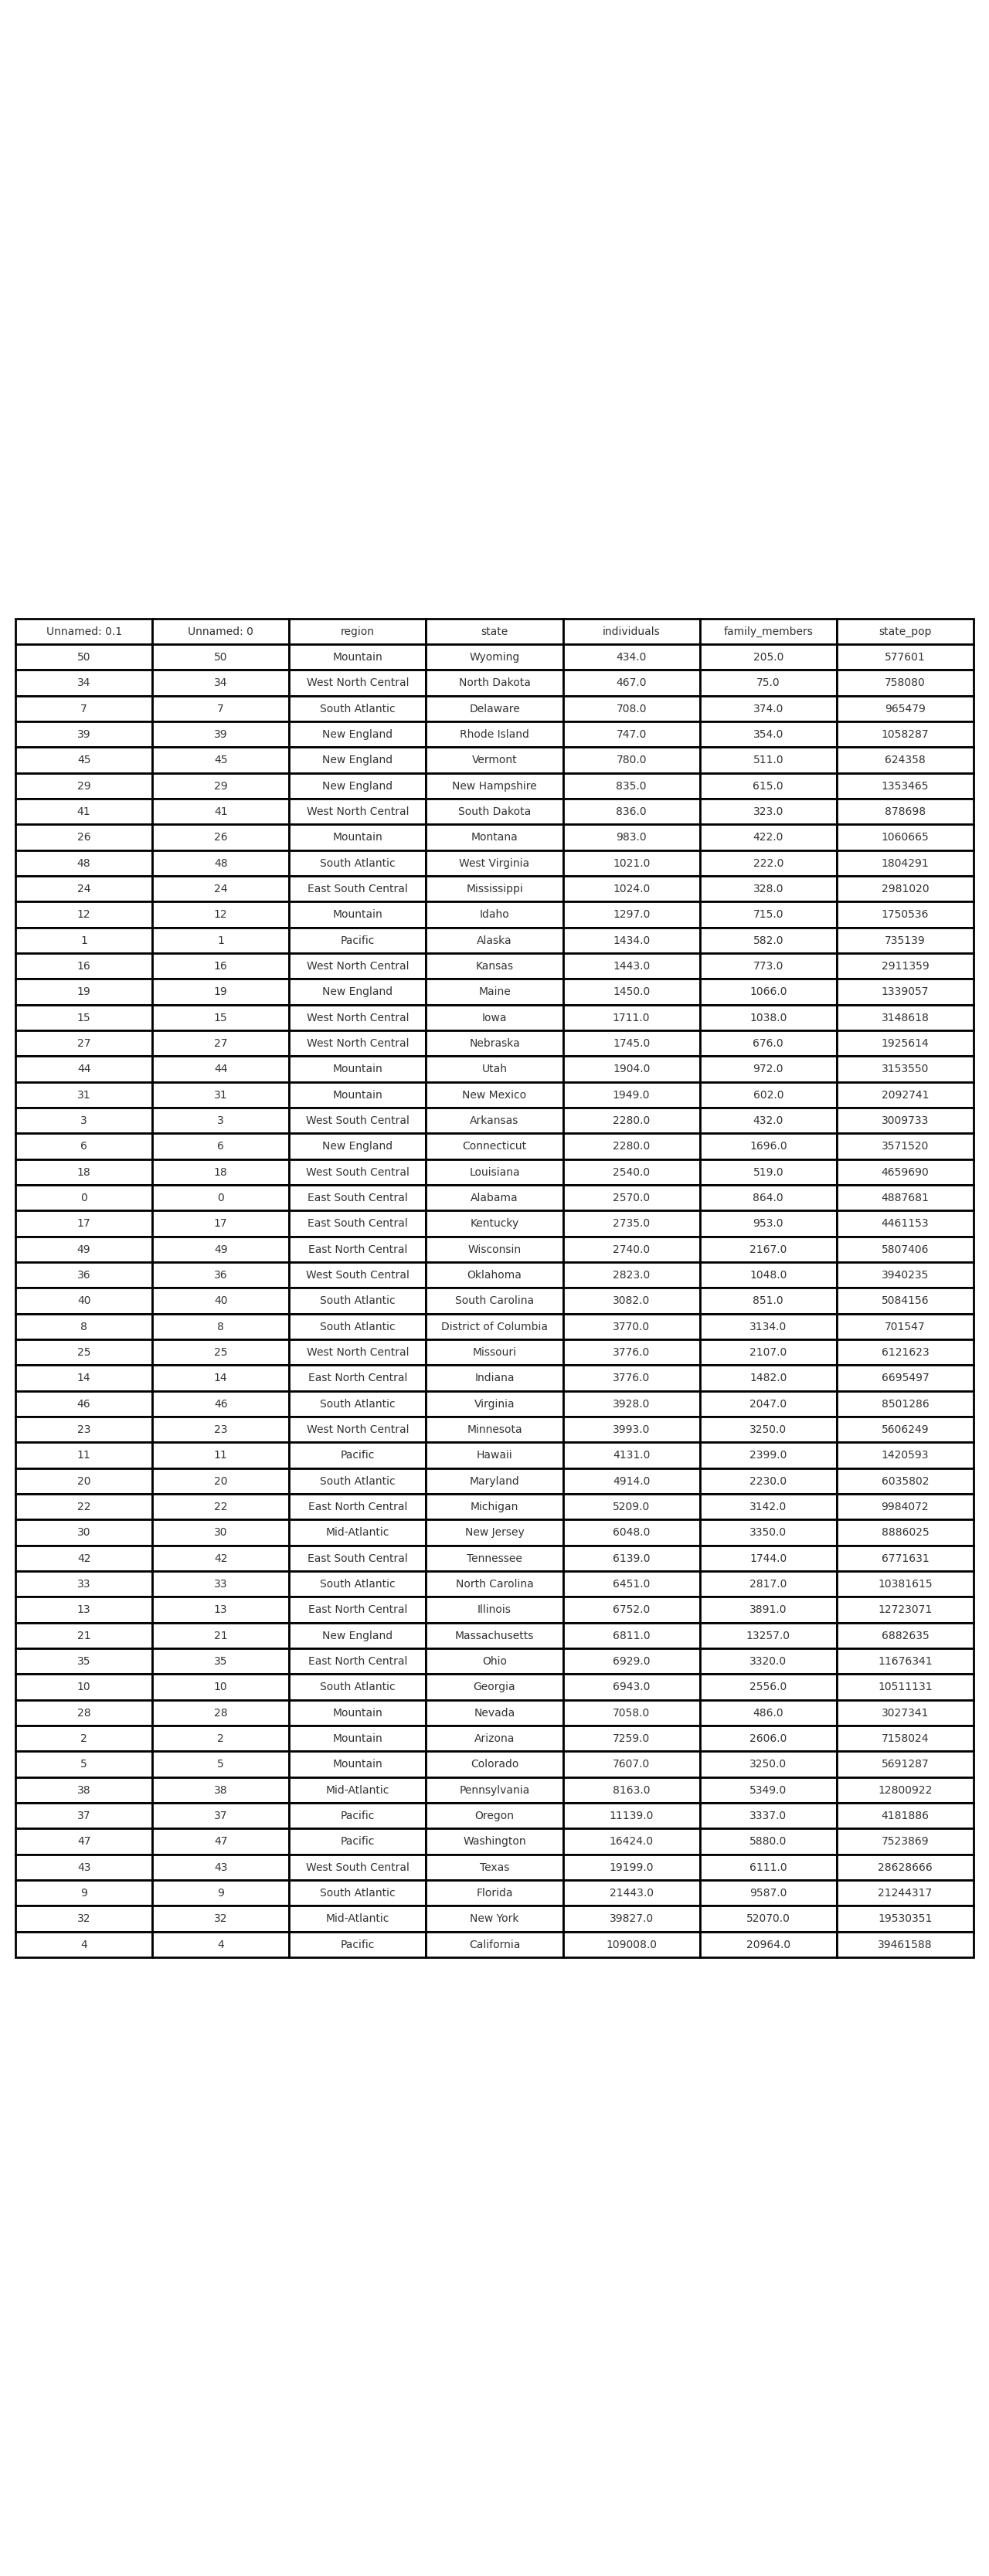 Unnamed: 0.1 Unnamed: 0 region state individuals family_members state_pop
50 50 Mountain Wyoming 434.0 205.0 577601
34 34 West North Central North Dakota 467.0 75.0 758080
7 7 South Atlantic Delaware 708.0 374.0 965479
39 39 New England Rhode Island 747.0 354.0 1058287
45 45 New England Vermont 780.0 511.0 624358
29 29 New England New Hampshire 835.0 615.0 1353465
41 41 West North Central South Dakota 836.0 323.0 878698
26 26 Mountain Montana 983.0 422.0 1060665
48 48 South Atlantic West Virginia 1021.0 222.0 1804291
24 24 East South Central Mississippi 1024.0 328.0 2981020
12 12 Mountain Idaho 1297.0 715.0 1750536
1 1 Pacific Alaska 1434.0 582.0 735139
16 16 West North Central Kansas 1443.0 773.0 2911359
19 19 New England Maine 1450.0 1066.0 1339057
15 15 West North Central Iowa 1711.0 1038.0 3148618
27 27 West North Central Nebraska 1745.0 676.0 1925614
44 44 Mountain Utah 1904.0 972.0 3153550
31 31 Mountain New Mexico 1949.0 602.0 2092741
3 3 West South Central Arkansas 2280.0 432.0 3009733
6 6 New England Connecticut 2280.0 1696.0 3571520
18 18 West South Central Louisiana 2540.0 519.0 4659690
0 0 East South Central Alabama 2570.0 864.0 4887681
17 17 East South Central Kentucky 2735.0 953.0 4461153
49 49 East North Central Wisconsin 2740.0 2167.0 5807406
36 36 West South Central Oklahoma 2823.0 1048.0 3940235
40 40 South Atlantic South Carolina 3082.0 851.0 5084156
8 8 South Atlantic District of Columbia 3770.0 3134.0 701547
25 25 West North Central Missouri 3776.0 2107.0 6121623
14 14 East North Central Indiana 3776.0 1482.0 6695497
46 46 South Atlantic Virginia 3928.0 2047.0 8501286
23 23 West North Central Minnesota 3993.0 3250.0 5606249
11 11 Pacific Hawaii 4131.0 2399.0 1420593
20 20 South Atlantic Maryland 4914.0 2230.0 6035802
22 22 East North Central Michigan 5209.0 3142.0 9984072
30 30 Mid-Atlantic New Jersey 6048.0 3350.0 8886025
42 42 East South Central Tennessee 6139.0 1744.0 6771631
33 33 South Atlantic North Carolina 6451.0 2817.0 10381615
13 13 East North Central Illinois 6752.0 3891.0 12723071
21 21 New England Massachusetts 6811.0 13257.0 6882635
35 35 East North Central Ohio 6929.0 3320.0 11676341
10 10 South Atlantic Georgia 6943.0 2556.0 10511131
28 28 Mountain Nevada 7058.0 486.0 3027341
2 2 Mountain Arizona 7259.0 2606.0 7158024
5 5 Mountain Colorado 7607.0 3250.0 5691287
38 38 Mid-Atlantic Pennsylvania 8163.0 5349.0 12800922
37 37 Pacific Oregon 11139.0 3337.0 4181886
47 47 Pacific Washington 16424.0 5880.0 7523869
43 43 West South Central Texas 19199.0 6111.0 28628666
9 9 South Atlantic Florida 21443.0 9587.0 21244317
32 32 Mid-Atlantic New York 39827.0 52070.0 19530351
4 4 Pacific California 109008.0 20964.0 39461588